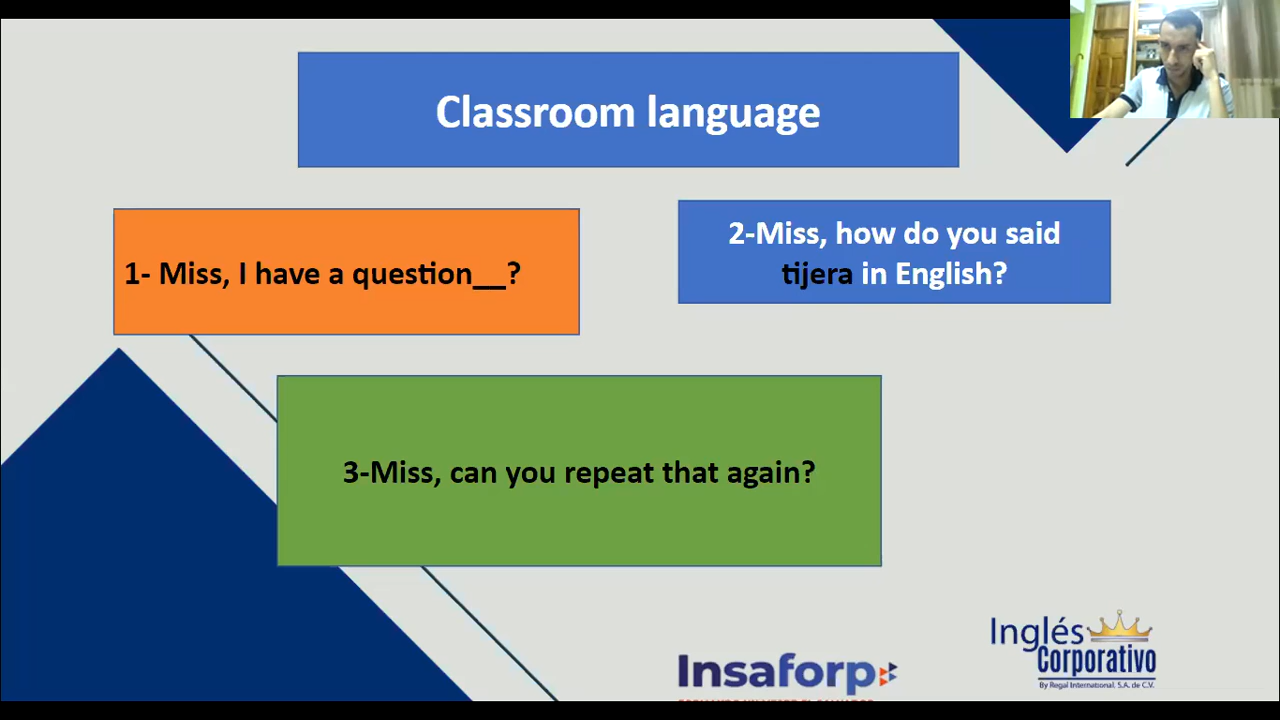 Classroom language
1- Miss, I have a question__?
2-Miss, how do you said
tijera in English?
3-Miss, can you repeat that again?
Insaforp
Inglés
Corporativo
By Regal International, S.A. de C.V.